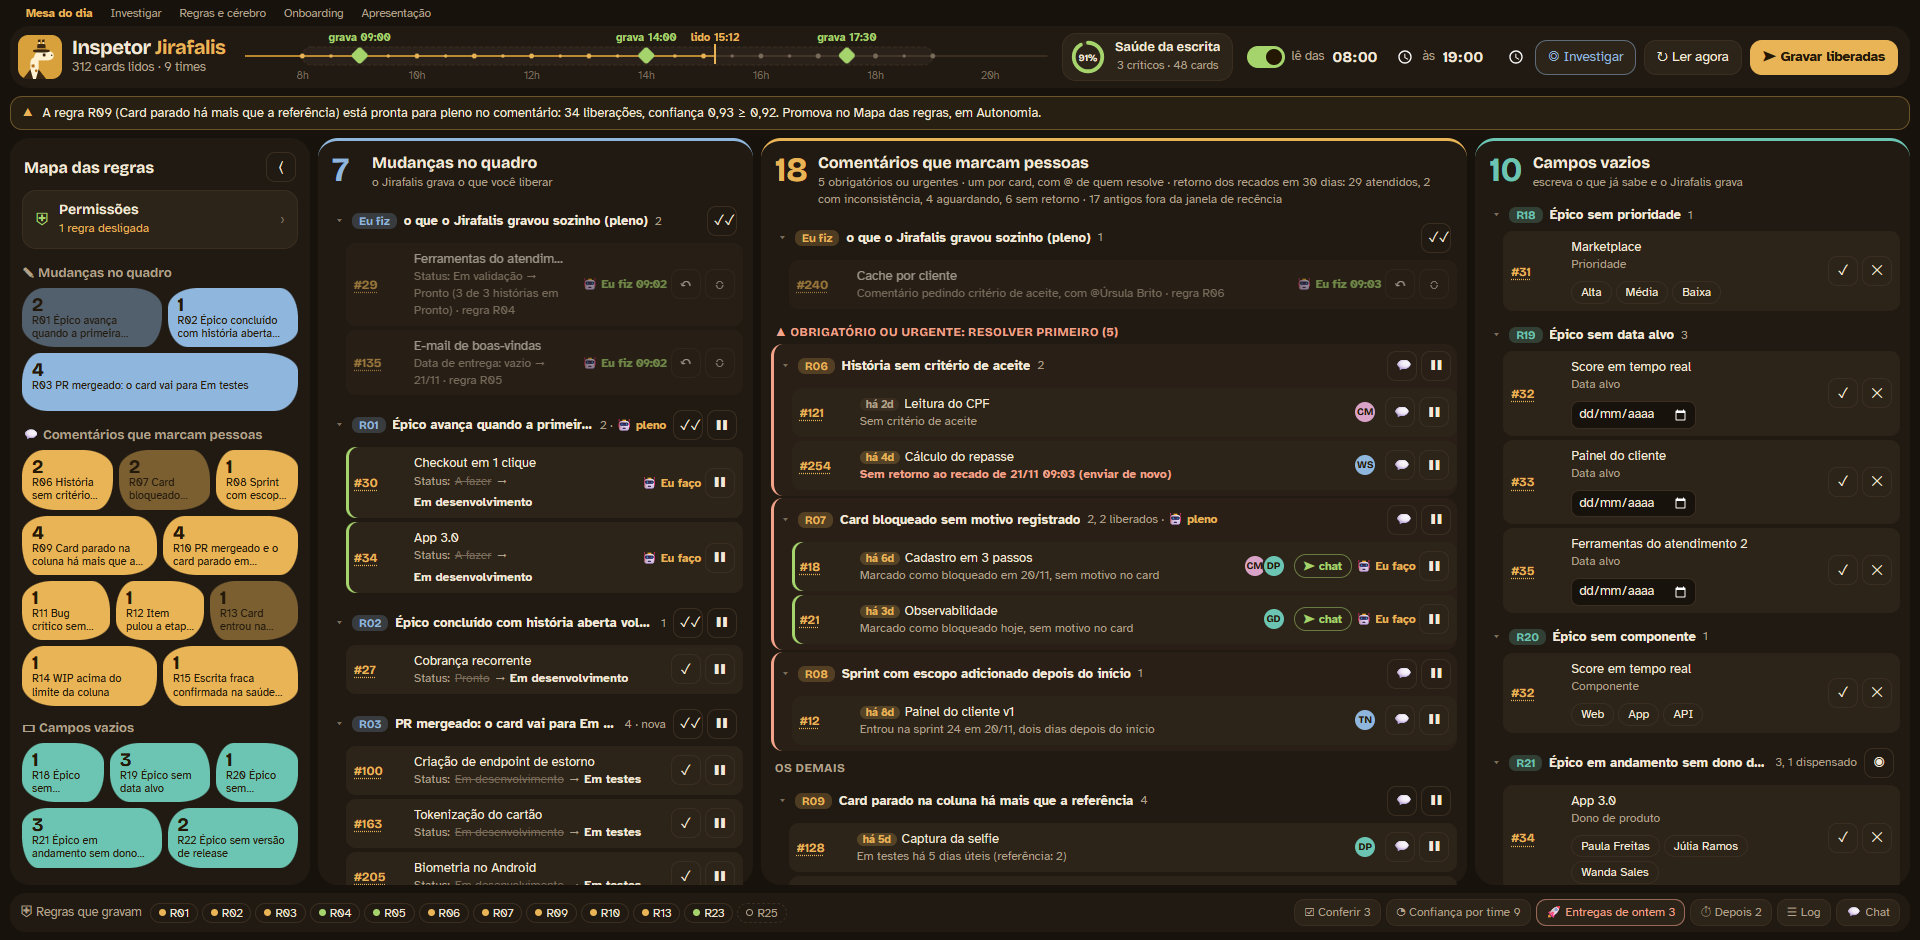 Mesa do dia Investigar Regras e cérebro Onboarding Apresentação
Inspetor Jirafalis
312 cards lidos · 9 times
grava 09:00 grava 14:00 lido 15:12 grava 17:30
8h 10h 12h 14h 16h 18h 20h
91%
Saúde da escrita
3 críticos · 48 cards
lê das 08:00 às 19:00
Investigar
Ler agora
Gravar liberadas
A regra R09 (Card parado há mais que a referência) está pronta para pleno no comentário: 34 liberações, confiança 0,93 ≥ 0,92. Promova no Mapa das regras, em Autonomia.
Mapa das regras
Permissões
1 regra desligada
Mudanças no quadro
2
R01 Épico avança
quando a primeira...
1
R02 Épico concluído
com história aberta...
4
R03 PR mergeado: o card vai para Em testes
Comentários que marcam pessoas
2
R06 História
sem critério...
2
R07 Card
bloqueado...
1
R08 Sprint
com escop...
4
R09 Card parado na
coluna há mais que a...
4
R10 PR mergeado e o
card parado em...
1
R11 Bug
crítico sem...
1
R12 Item
pulou a etap...
1
R13 Card
entrou na...
1
R14 WIP acima do
limite da coluna
1
R15 Escrita fraca
confirmada na saúde...
Campos vazios
1
R18 Épico
sem...
3
R19 Épico sem
data alvo
1
R20 Épico
sem...
3
R21 Épico em
andamento sem dono...
2
R22 Épico sem versão
de release
7 Mudanças no quadro
o Jirafalis grava o que você liberar
Eu fiz o que o Jirafalis gravou sozinho (pleno) 2
#29
Ferramentas do atendim...
Status: Em validação →
Pronto (3 de 3 histórias em
Pronto) · regra R04
Eu fiz 09:02
#135
E-mail de boas-vindas
Data de entrega: vazio →
21/11 · regra R05
Eu fiz 09:02
R01 Épico avança quando a primeir... 2 · pleno
#30
Checkout em 1 clique
Status: A fazer →
Em desenvolvimento
Eu faço
#34
App 3.0
Status: A fazer →
Em desenvolvimento
Eu faço
R02 Épico concluído com história aberta vol... 1
#27
Cobrança recorrente
Status: Pronto → Em desenvolvimento
R03 PR mergeado: o card vai para Em ... 4 · nova
#100
Criação de endpoint de estorno
Status: Em desenvolvimento → Em testes
#163
Tokenização do cartão
Status: Em desenvolvimento → Em testes
#205
Biometria no Android
Status: Em desenvolvimento → Em testes
18 Comentários que marcam pessoas
5 obrigatórios ou urgentes · um por card, com @ de quem resolve · retorno dos recados em 30 dias: 29 atendidos, 2
com inconsistência, 4 aguardando, 6 sem retorno · 17 antigos fora da janela de recência
Eu fiz o que o Jirafalis gravou sozinho (pleno) 1
#240
Cache por cliente
Comentário pedindo critério de aceite, com @Úrsula Brito · regra R06
Eu fiz 09:03
OBRIGATÓRIO OU URGENTE: RESOLVER PRIMEIRO (5)
R06 História sem critério de aceite 2
#121
há 2d Leitura do CPF
Sem critério de aceite
CM
#254
há 4d Cálculo do repasse
Sem retorno ao recado de 21/11 09:03 (enviar de novo)
WS
R07 Card bloqueado sem motivo registrado 2, 2 liberados · pleno
#18
há 6d Cadastro em 3 passos
Marcado como bloqueado em 20/11, sem motivo no card
CM DP chat Eu faço
#21
há 3d Observabilidade
Marcado como bloqueado hoje, sem motivo no card
GD chat Eu faço
R08 Sprint com escopo adicionado depois do início 1
#12
há 8d Painel do cliente v1
Entrou na sprint 24 em 20/11, dois dias depois do início
TN
OS DEMAIS
R09 Card parado na coluna há mais que a referência 4
#128
há 5d Captura da selfie
Em testes há 5 dias úteis (referência: 2)
DP
10 Campos vazios
escreva o que já sabe e o Jirafalis grava
R18 Épico sem prioridade 1
#31
Marketplace
Prioridade
Alta Média Baixa
R19 Épico sem data alvo 3
#32
Score em tempo real
Data alvo
dd/mm/aaaa
#33
Painel do cliente
Data alvo
dd/mm/aaaa
#35
Ferramentas do atendimento 2
Data alvo
dd/mm/aaaa
R20 Épico sem componente 1
#32
Score em tempo real
Componente
Web App API
R21 Épico em andamento sem dono d... 3, 1 dispensado
#34
App 3.0
Dono de produto
Paula Freitas Júlia Ramos
Wanda Sales
Regras que gravam R01 R02 R03 R04 R05 R06 R07 R09 R10 R13 R23 R25
Conferir 3 Confiança por time 9 Entregas de ontem 3 Depois 2 Log Chat